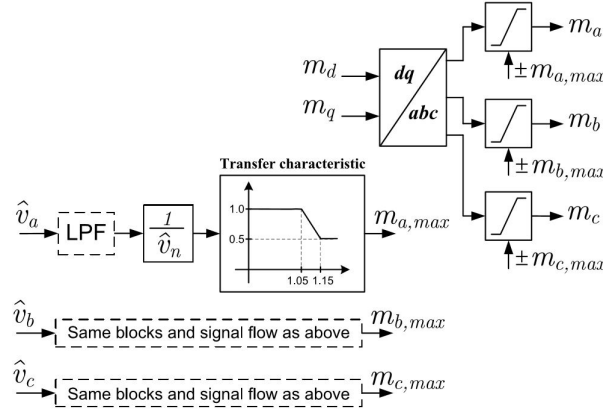 m_a
± m_{a,max}
m_d
dq
m_q
abc
m_b
± m_{b,max}
Transfer characteristic
v̂_a
LPF
1
v̂_n
1.0
0.5
1.05 1.15
m_{a,max}
m_c
± m_{c,max}
v̂_b
Same blocks and signal flow as above
m_{b,max}
v̂_c
Same blocks and signal flow as above
m_{c,max}